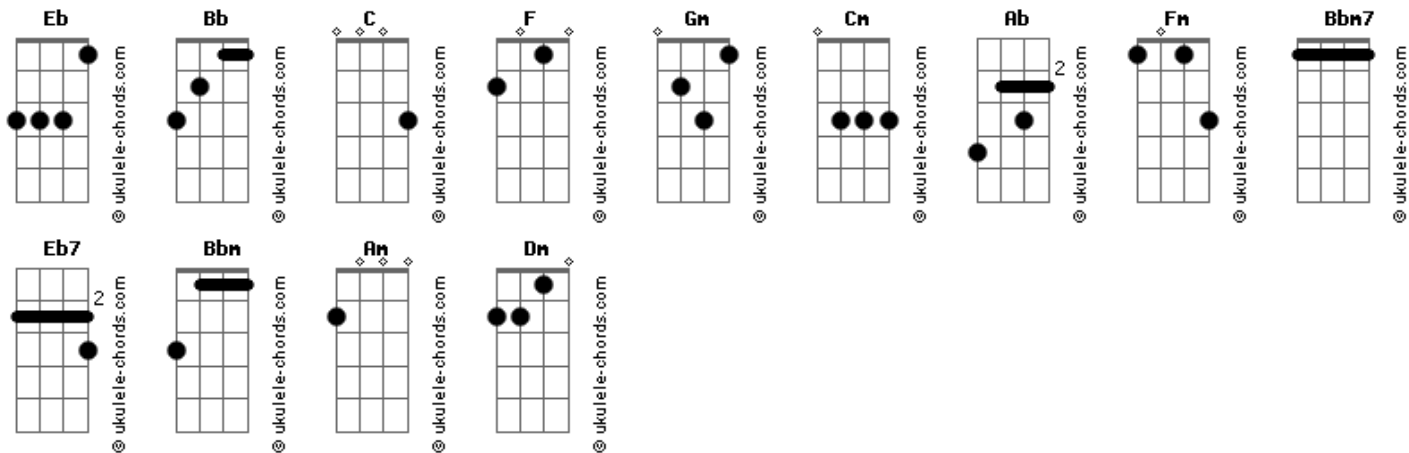 Eb Bb C F Gm Cm Ab Fm Bbm7
2
© ukulele-chords.com © ukulele-chords.com © ukulele-chords.com © ukulele-chords.com © ukulele-chords.com © ukulele-chords.com © ukulele-chords.com © ukulele-chords.com © ukulele-chords.com
Eb7 Bbm Am Dm
2
© ukulele-chords.com © ukulele-chords.com © ukulele-chords.com © ukulele-chords.com